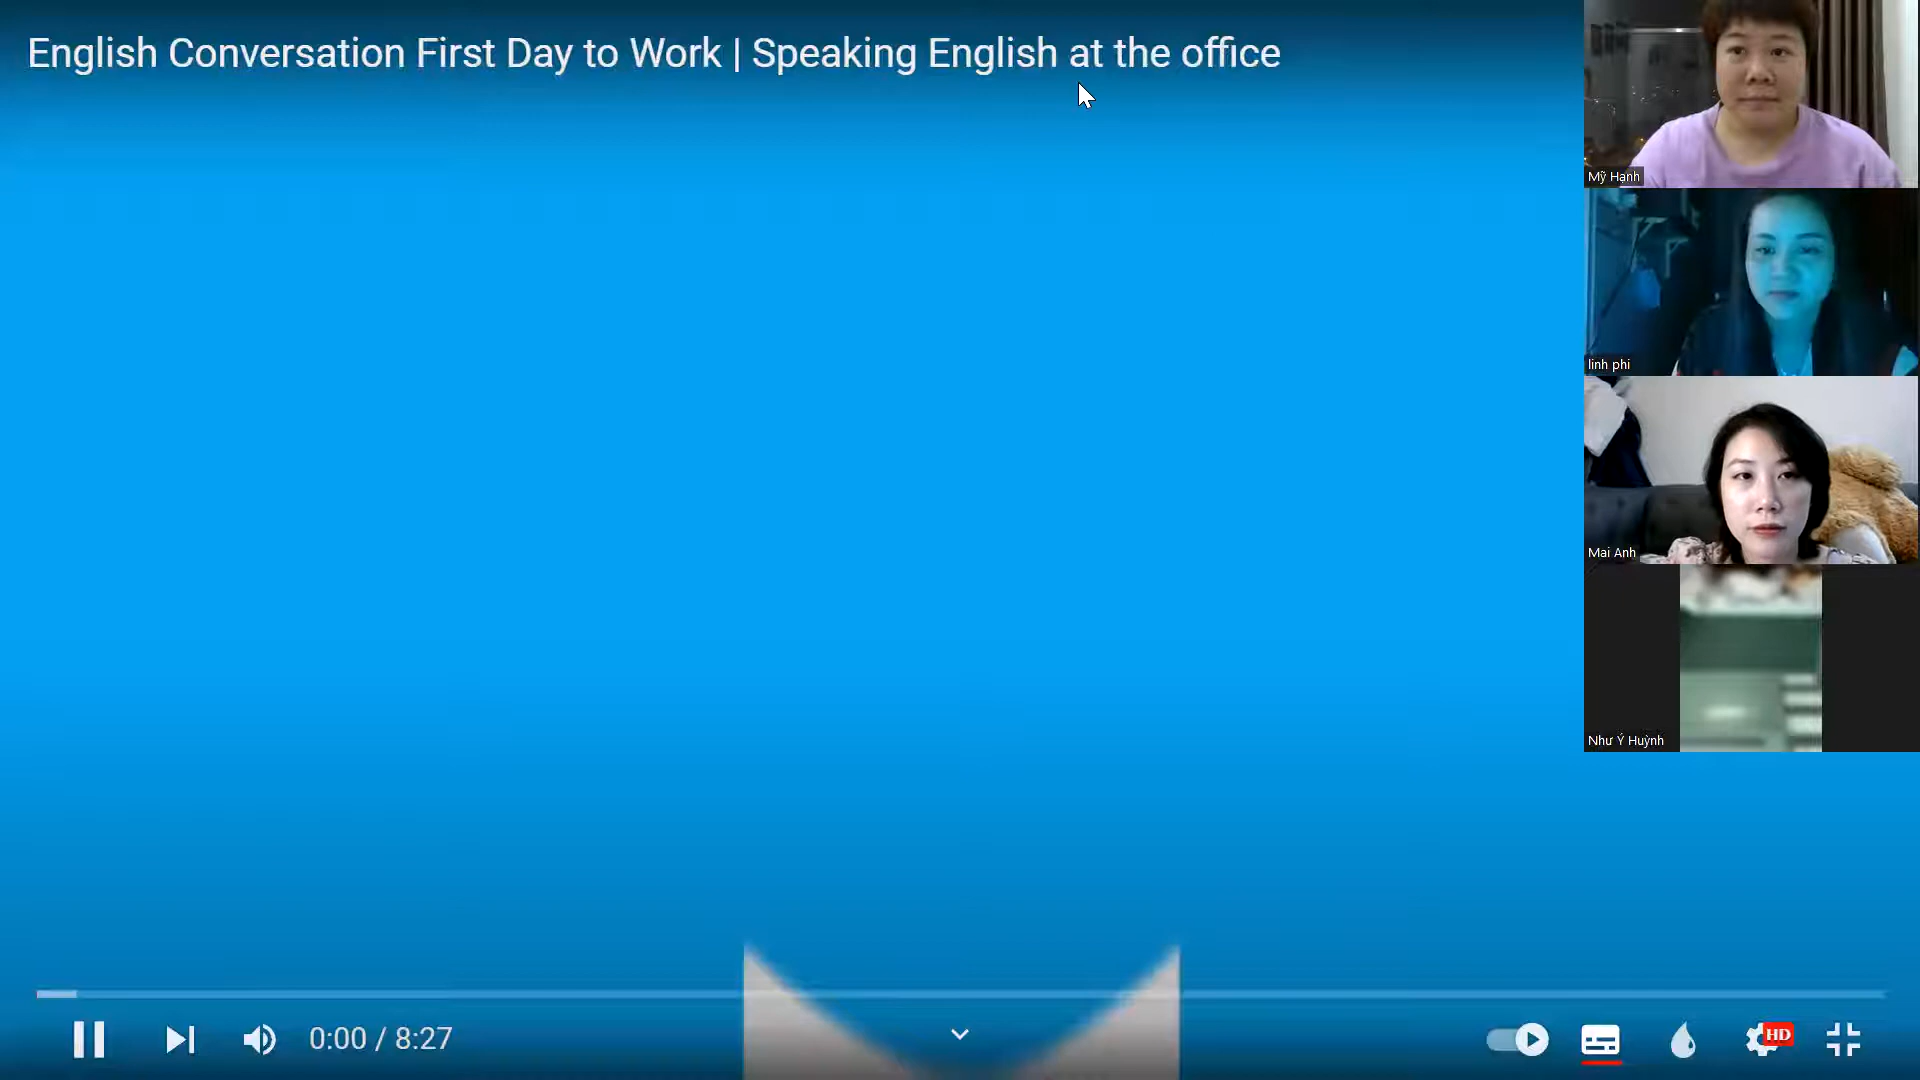 English Conversation First Day to Work | Speaking English at the office
Mỹ Hạnh
linh phi
Mai Anh
Như Ý Huỳnh
0:00 / 8:27
HD